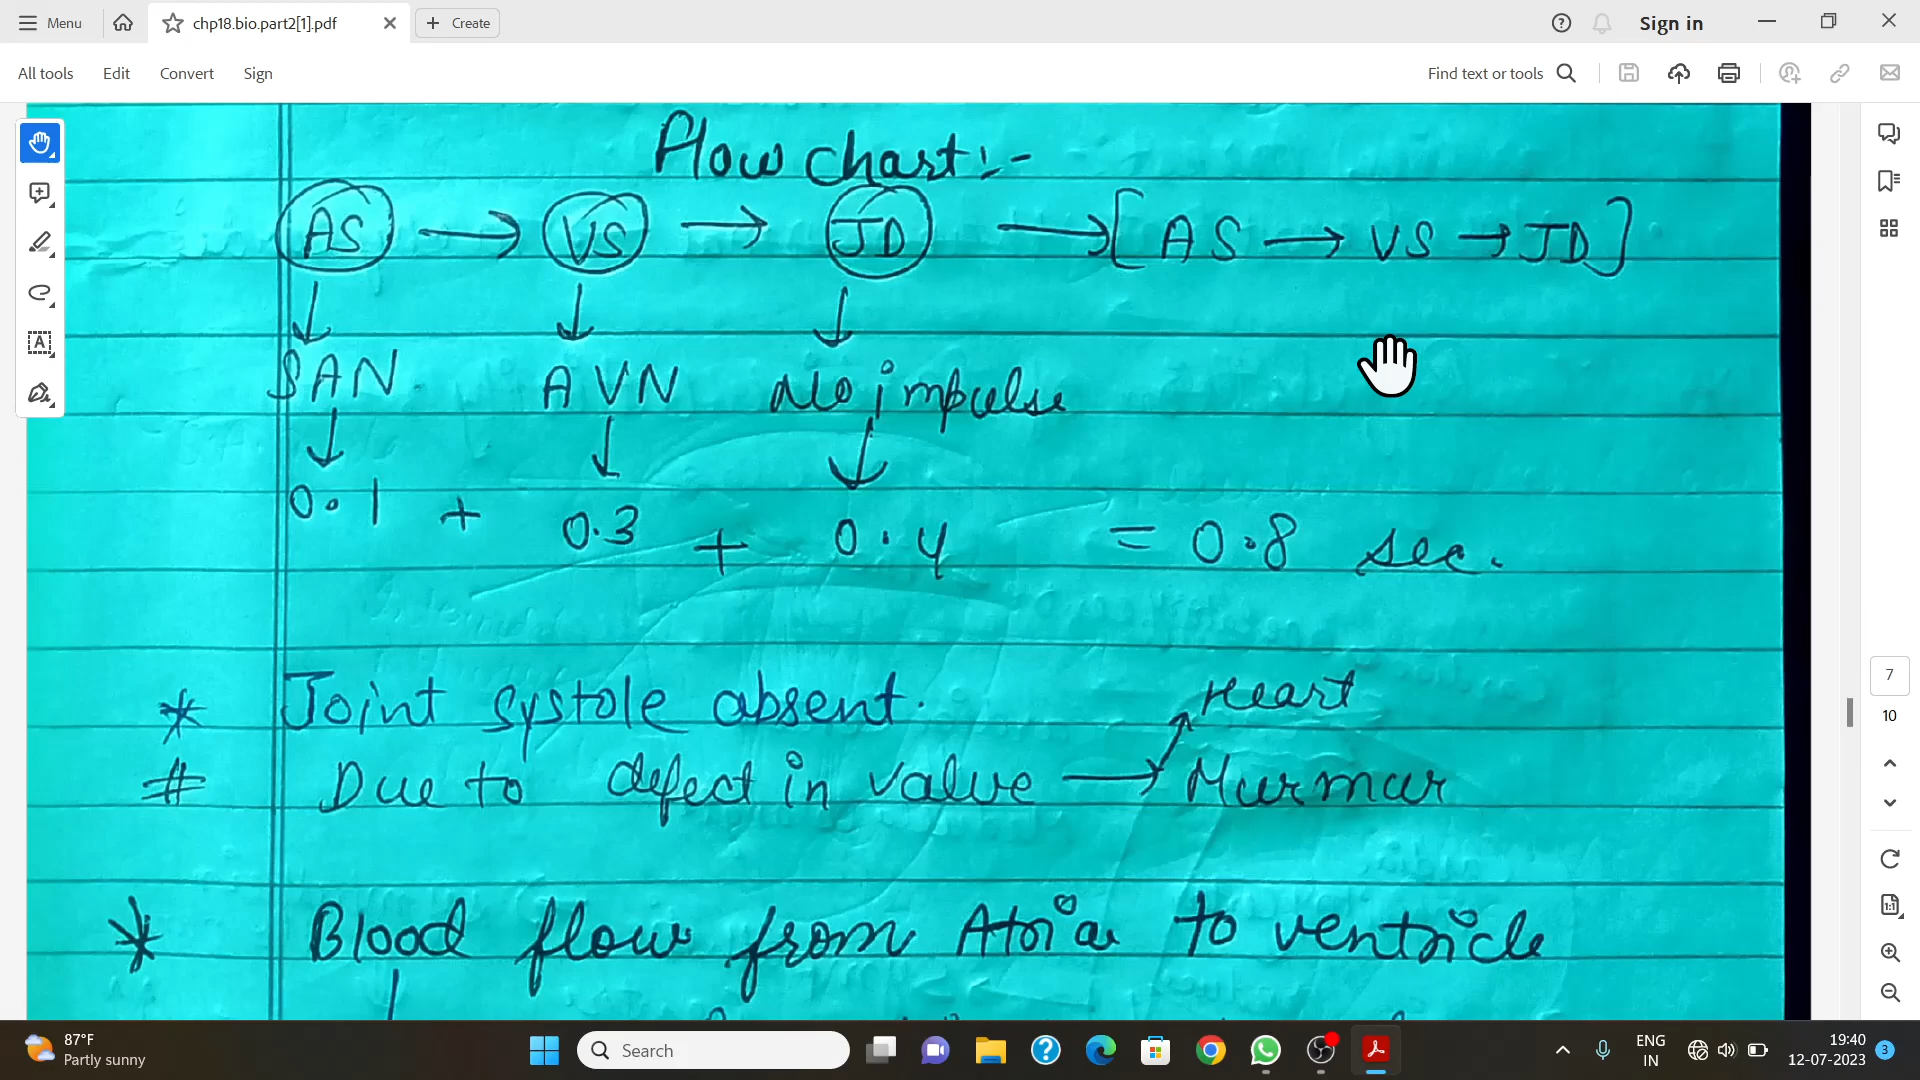 Menu
chp18.bio.part2[1].pdf
Create
Sign in
All tools
Edit
Convert
Sign
Find text or tools
Flow chart:-
AS → VS → JD → [AS → VS → JD]
↓ ↓ ↓
SAN AVN No impulse
↓ ↓ ↓
0.1 + 0.3 + 0.4 = 0.8 sec.
* Joint systole absent.
Heart
# Due to defect in value → Murmur
* Blood flow from Atria to ventricle
7
10
87°F
Partly sunny
Search
ENG
IN
19:40
12-07-2023
3